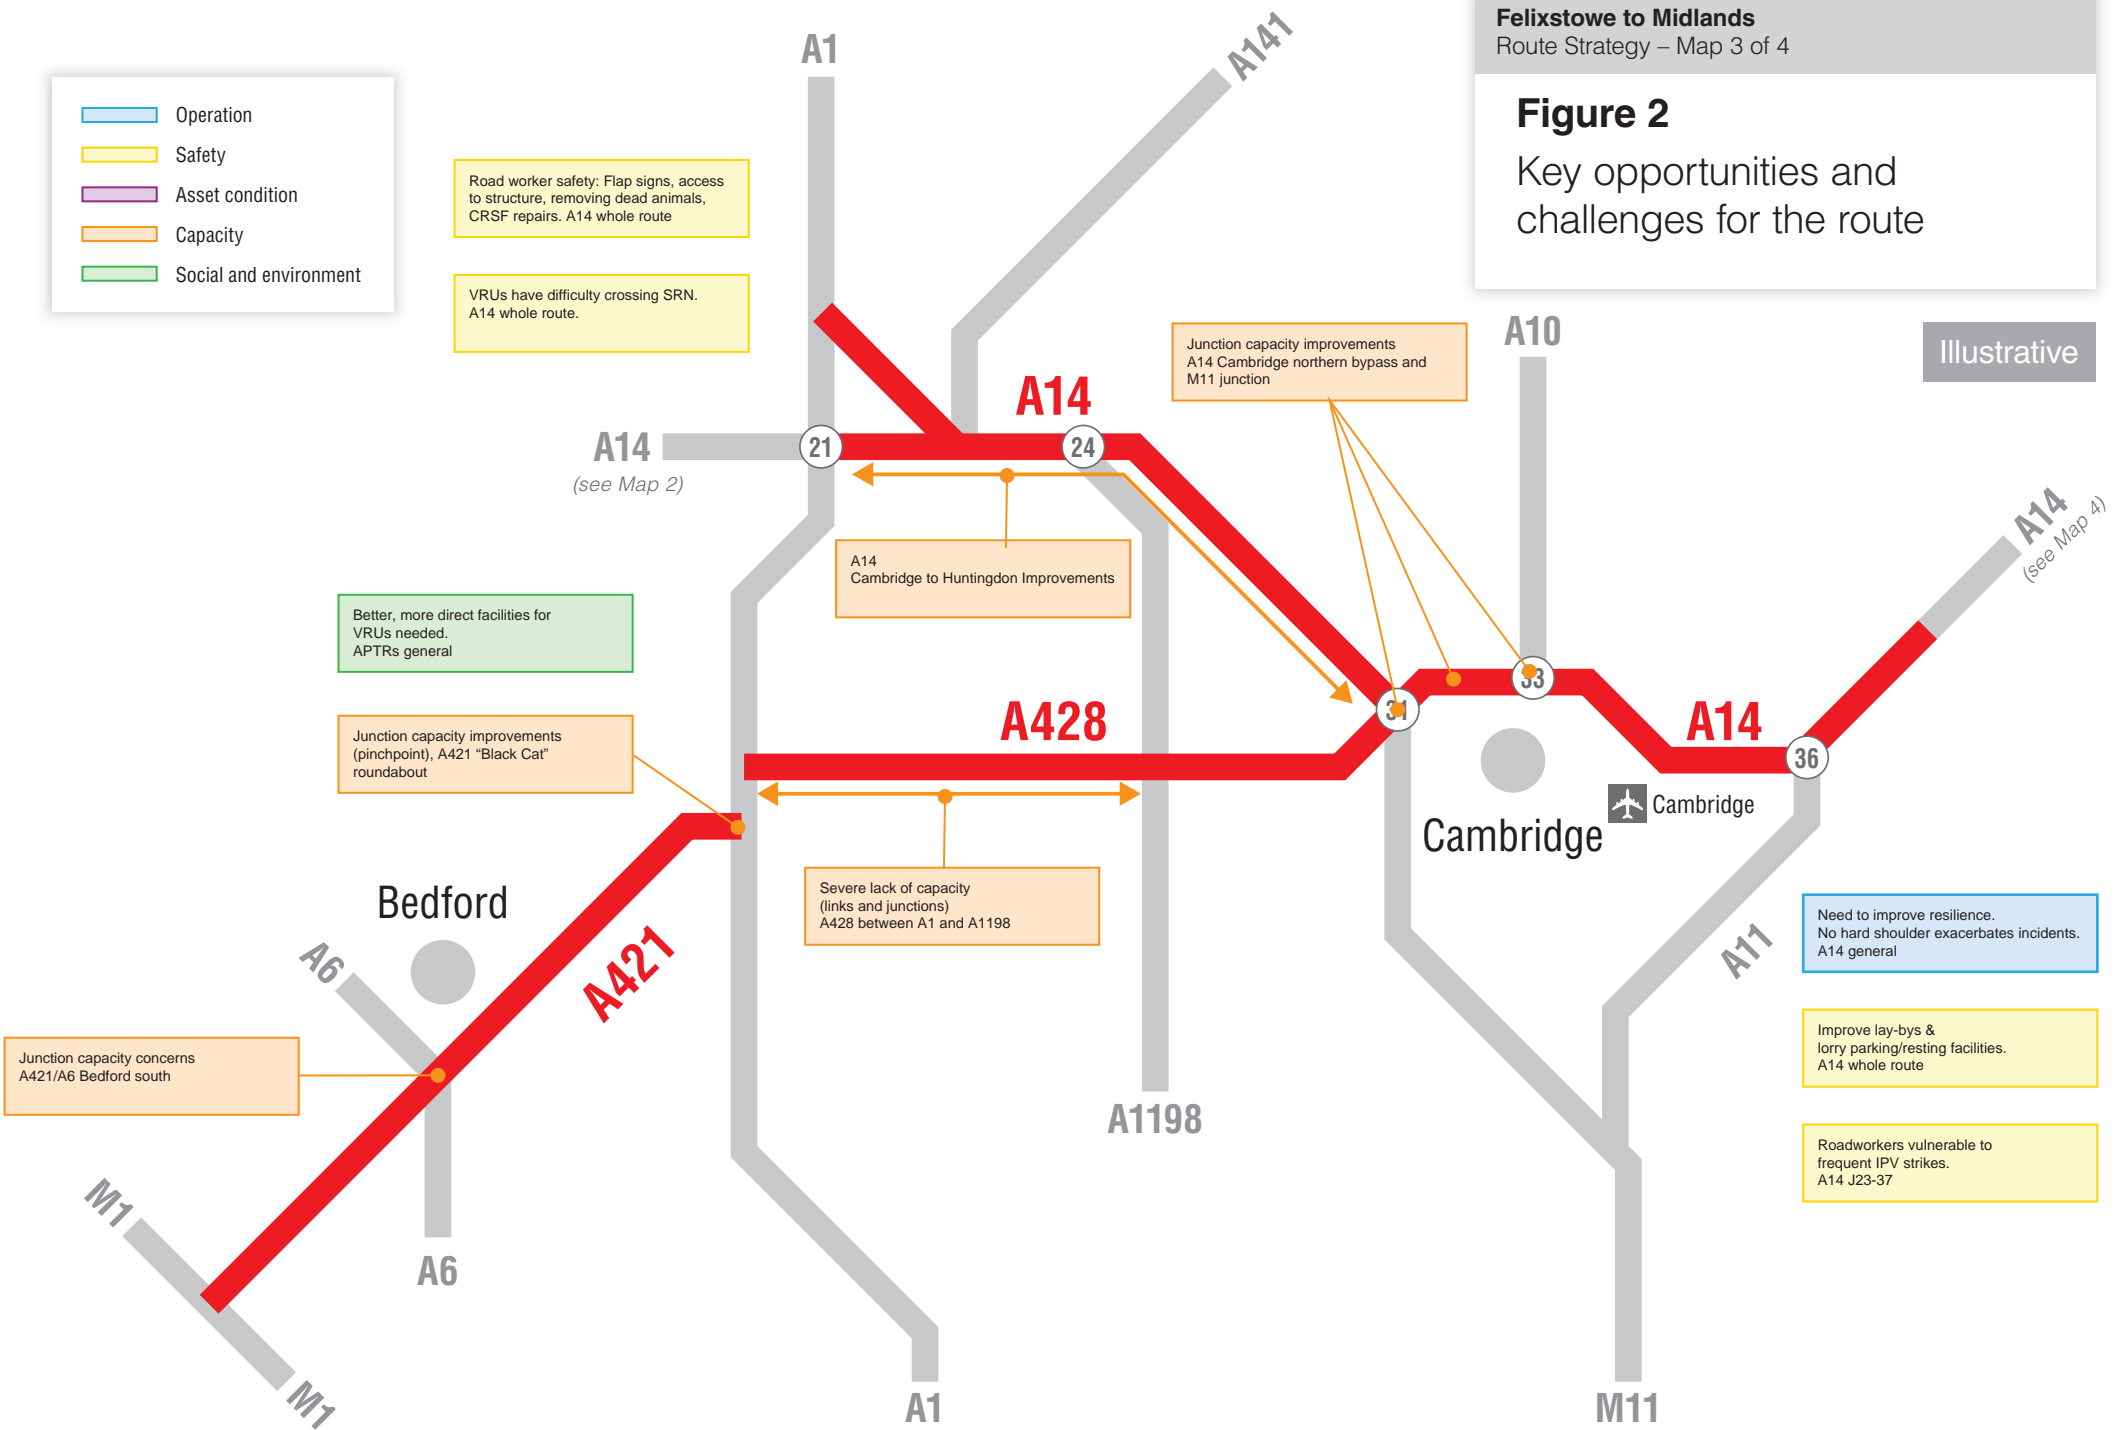 Felixstowe to Midlands
Route Strategy – Map 3 of 4
Figure 2
Key opportunities and
challenges for the route
Illustrative
Operation
Safety
Asset condition
Capacity
Social and environment
A1
A141
Road worker safety: Flap signs, access
to structure, removing dead animals,
CRSF repairs. A14 whole route
VRUs have difficulty crossing SRN.
A14 whole route.
Junction capacity improvements
A14 Cambridge northern bypass and
M11 junction
A10
A14
A14
(see Map 2)
21
24
A14
(see Map 4)
A14
Cambridge to Huntingdon Improvements
Better, more direct facilities for
VRUs needed.
APTRs general
Junction capacity improvements
(pinchpoint), A421 “Black Cat”
roundabout
A428
31
33
A14
36
Cambridge
Cambridge
Severe lack of capacity
(links and junctions)
A428 between A1 and A1198
Bedford
A421
A6
A11
Need to improve resilience.
No hard shoulder exacerbates incidents.
A14 general
Improve lay-bys &
lorry parking/resting facilities.
A14 whole route
Roadworkers vulnerable to
frequent IPV strikes.
A14 J23-37
Junction capacity concerns
A421/A6 Bedford south
A1198
M1
A6
M1
A1
M11